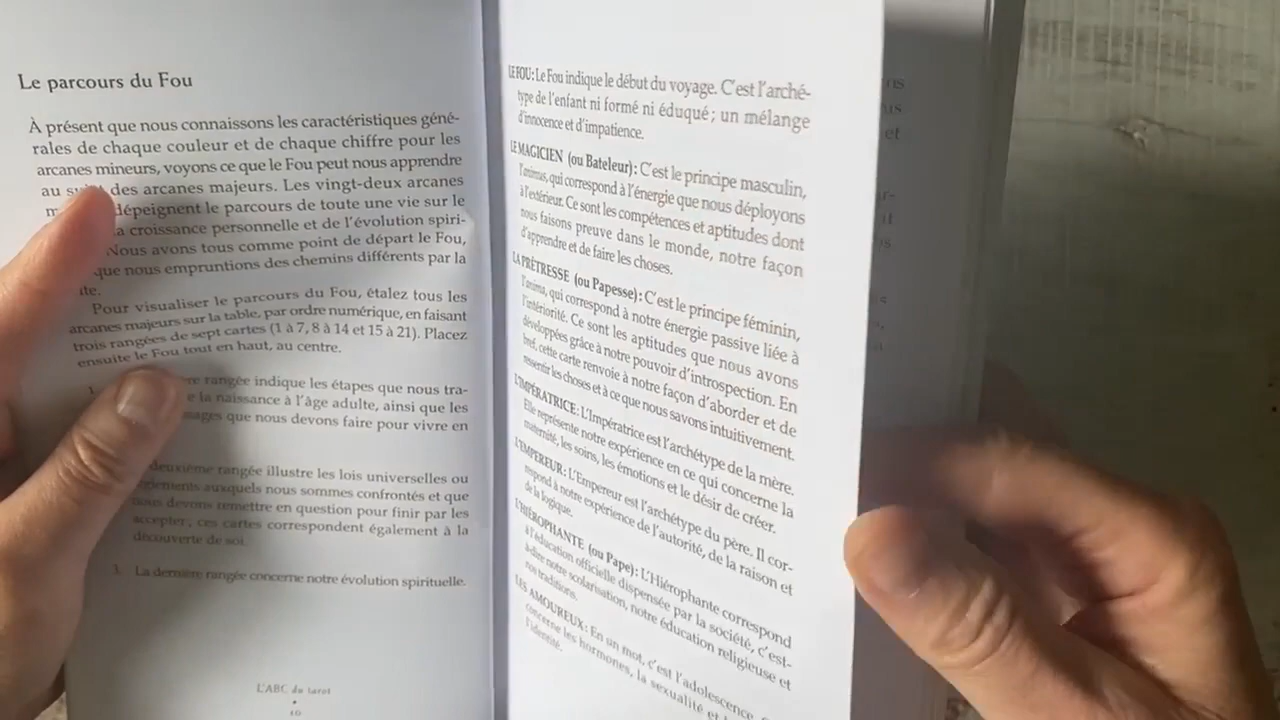 Le parcours du Fou
À présent que nous connaissons les caractéristiques géné-
rales de chaque couleur et de chaque chiffre pour les
arcanes mineurs, voyons ce que le Fou peut nous apprendre
au des arcanes majeurs. Les vingt-deux arcanes
dépeignent le parcours de toute une vie sur le
croissance personnelle et de l'évolution spiri-
Nous avons tous comme point de départ le Fou,
que nous empruntions des chemins différents par la
Pour visualiser le parcours du Fou, étalez tous les
arcanes majeurs sur la table, par ordre numérique, en faisant
trois rangées de sept cartes (1 à 7, 8 à 14 et 15 à 21). Placez
ensuite le Fou tout en haut, au centre.
rangée indique les étapes que nous tra-
la naissance à l'âge adulte, ainsi que les
que nous devons faire pour vivre en
deuxième rangée illustre les lois universelles ou
auxquels nous sommes confrontés et que
nous devons remettre en question pour finir par les
accepter; ces cartes correspondent également à la
découverte de soi.
3. La dernière rangée concerne notre évolution spirituelle.
L'ABC du tarot
LE FOU : Le Fou indique le début du voyage. C'est l'arché-
type de l'enfant ni formé ni éduqué ; un mélange
d'innocence et d'impatience.
LE MAGICIEN (ou Bateleur) : C'est le principe masculin,
l'animus, qui correspond à l'énergie que nous déployons
à l'extérieur. Ce sont les compétences et aptitudes dont
nous faisons preuve dans le monde, notre façon
d'apprendre et de faire les choses.
LA PRÊTRESSE (ou Papesse) : C'est le principe féminin,
l'anima, qui correspond à notre énergie passive liée à
l'intériorité. Ce sont les aptitudes que nous avons
développées grâce à notre pouvoir d'introspection. En
bref, cette carte renvoie à notre façon d'aborder et de
ressentir les choses et à ce que nous savons intuitivement.
L'IMPÉRATRICE : L'Impératrice est l'archétype de la mère.
Elle représente notre expérience en ce qui concerne la
maternité, les soins, les émotions et le désir de créer.
L'EMPEREUR : L'Empereur est l'archétype du père. Il cor-
respond à notre expérience de l'autorité, de la raison et
de la logique.
L'HIÉROPHANTE (ou Pape) : L'Hiérophante correspond
à l'éducation officielle dispensée par la société, c'est-
à-dire notre scolarisation, notre éducation religieuse et
nos traditions.
LES AMOUREUX : En un mot, c'est l'adolescence.
concerne les hormones, la sexualité et
l'identité.